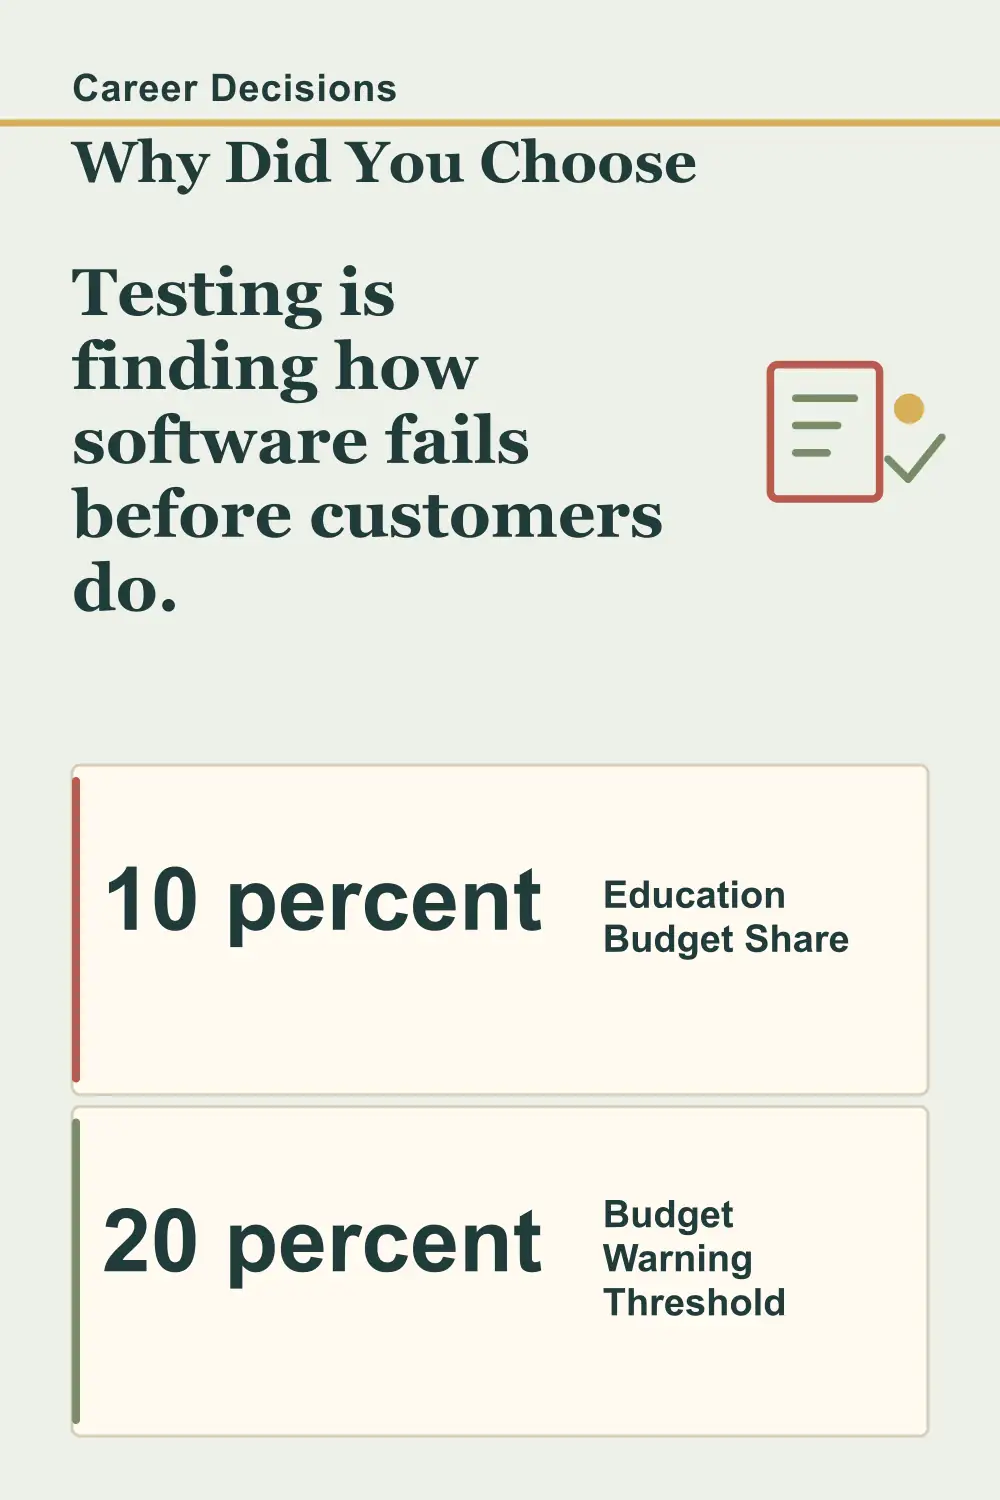 Career Decisions
Why Did You Choose
Testing is
finding how
software fails
before customers
do.
10 percent
Education
Budget Share
20 percent
Budget
Warning
Threshold